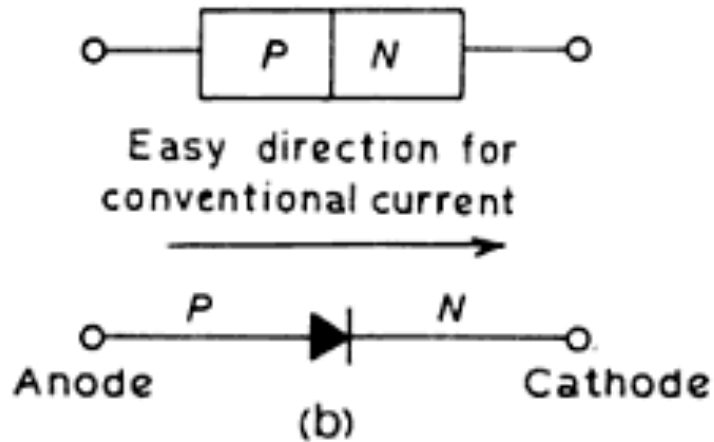 P N
Easy direction for
conventional current
P N
Anode Cathode
(b)